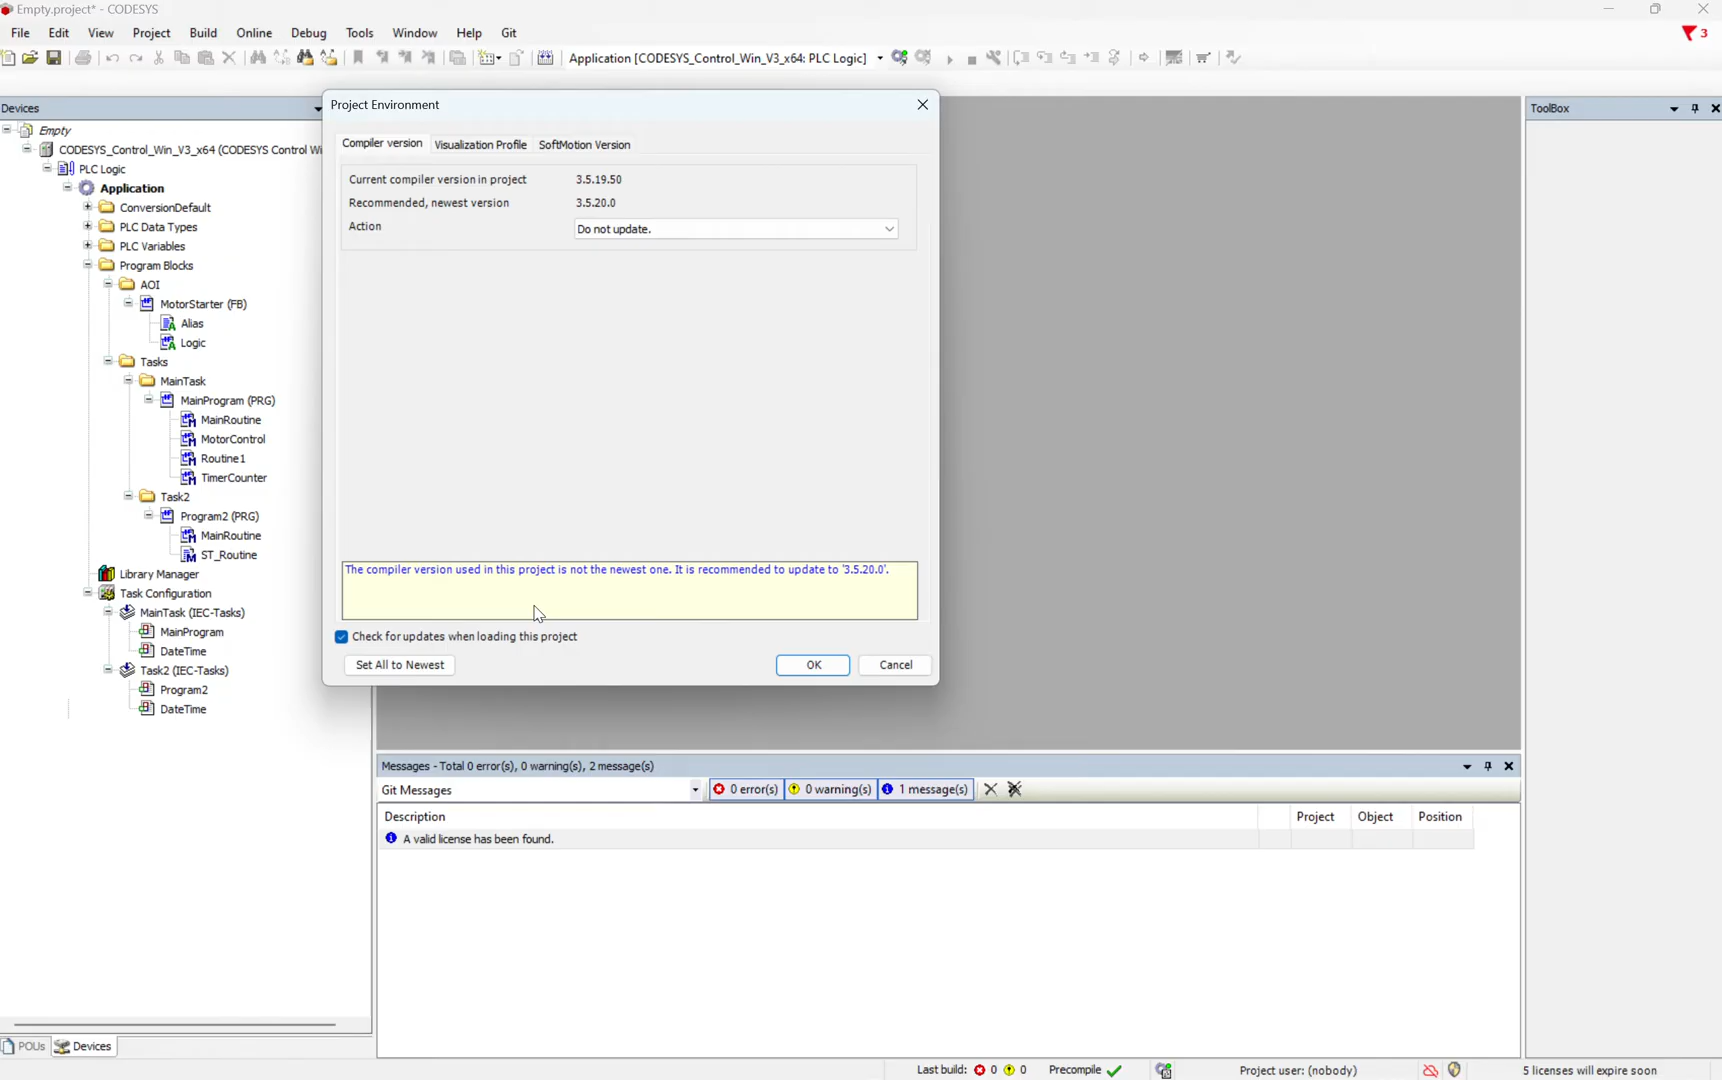 Empty.project* - CODESYS
File Edit View Project Build Online Debug Tools Window Help Git
3
Application [CODESYS_Control_Win_V3_x64: PLC Logic]
Devices
Empty
CODESYS_Control_Win_V3_x64 (CODESYS Control Wi
PLC Logic
Application
ConversionDefault
PLC Data Types
PLC Variables
Program Blocks
AOI
MotorStarter (FB)
Alias
Logic
Tasks
MainTask
MainProgram (PRG)
MainRoutine
MotorControl
Routine1
TimerCounter
Task2
Program2 (PRG)
MainRoutine
ST_Routine
Library Manager
Task Configuration
MainTask (IEC-Tasks)
MainProgram
DateTime
Task2 (IEC-Tasks)
Program2
DateTime
POUs Devices
Project Environment
Compiler version Visualization Profile SoftMotion Version
Current compiler version in project 3.5.19.50
Recommended, newest version 3.5.20.0
Action Do not update.
The compiler version used in this project is not the newest one. It is recommended to update to '3.5.20.0'.
Check for updates when loading this project
Set All to Newest OK Cancel
ToolBox
Messages - Total 0 error(s), 0 warning(s), 2 message(s)
Git Messages 0 error(s) 0 warning(s) 1 message(s)
Description Project Object Position
A valid license has been found.
Last build: 0 0 Precompile Project user: (nobody) 5 licenses will expire soon